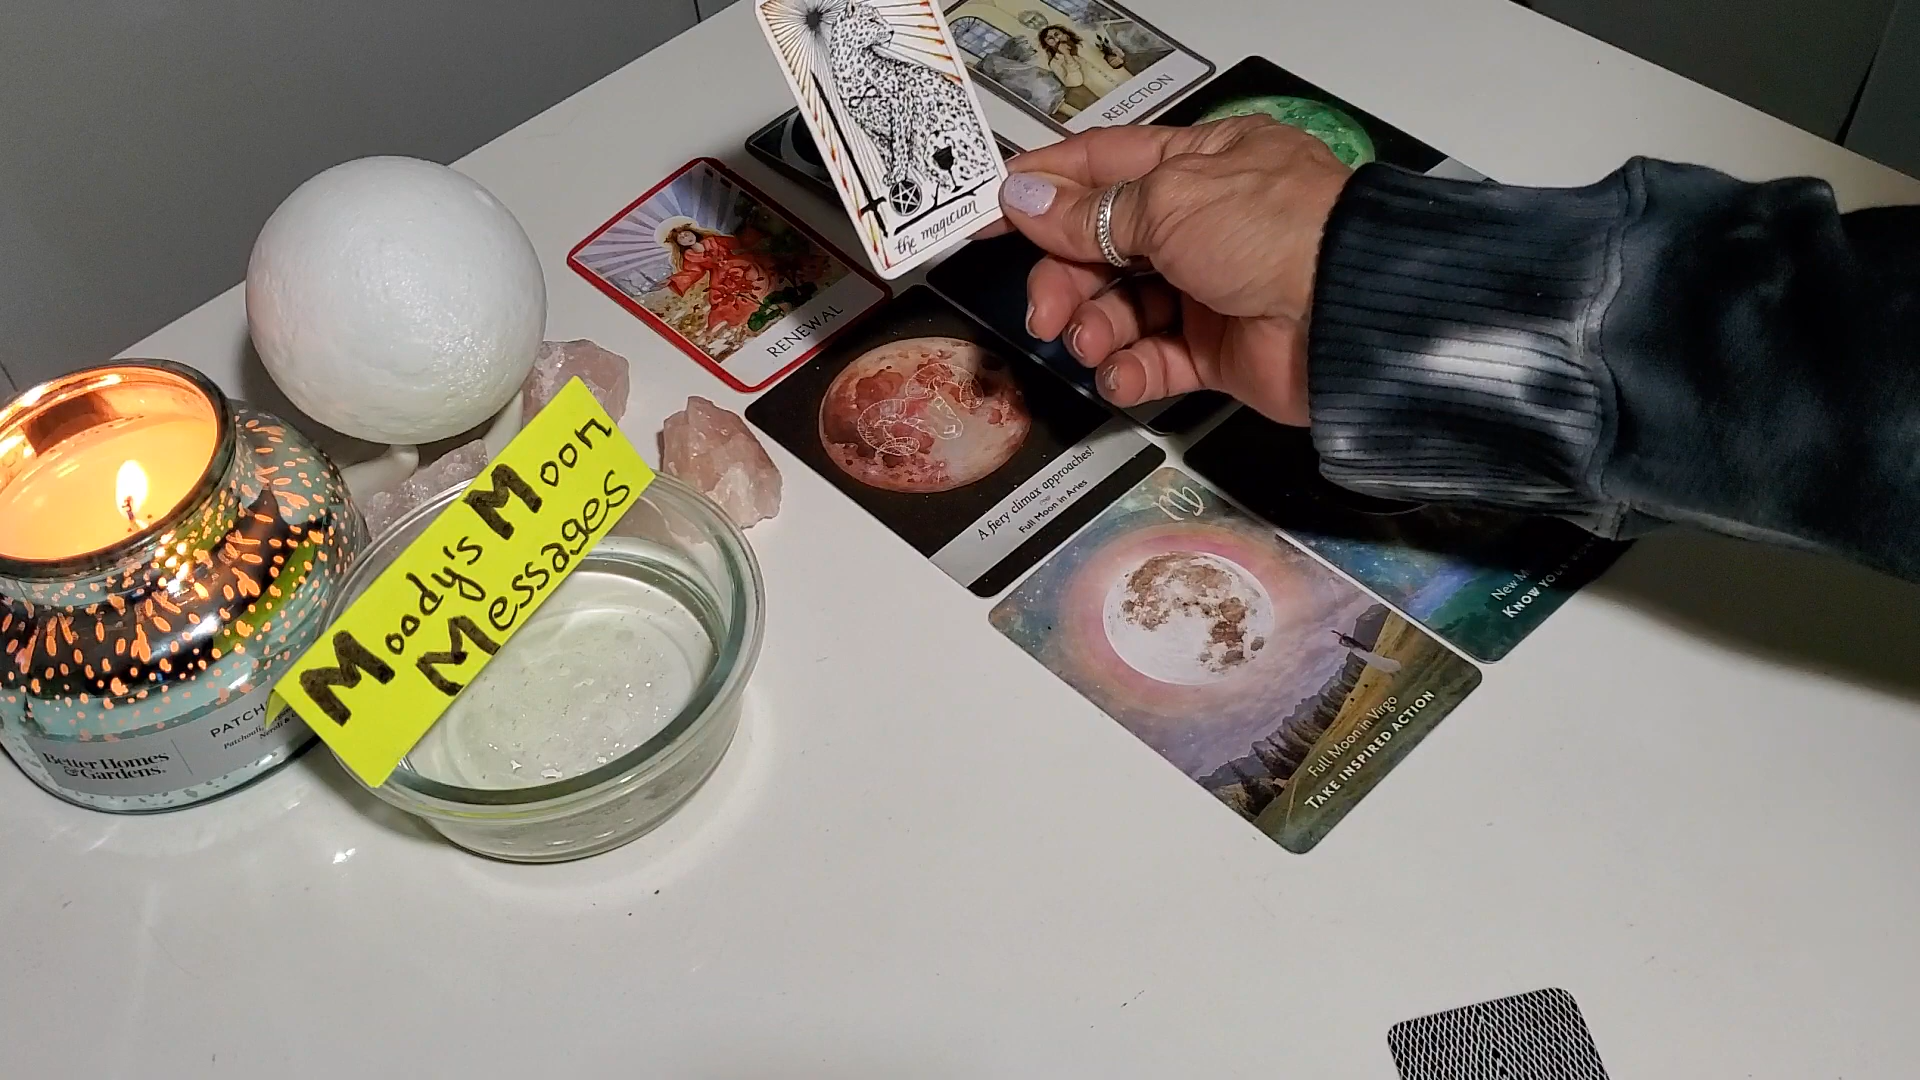 the magician
REJECTION
RENEWAL
A fiery climax approaches!
Full Moon in Aries
Moody's Moon
Messages
Full Moon in Virgo
TAKE INSPIRED ACTION
New
KNOW YOUR
Better Homes
& Gardens
Patchouli,